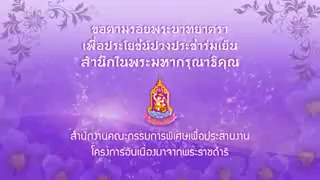 ขอตามรอยพระบาทยาตรา
เพื่อประโยชน์ปวงประชาร่มเย็น
สำนึกในพระมหากรุณาธิคุณ
สำนักงานคณะกรรมการพิเศษเพื่อประสานงาน
โครงการอันเนื่องมาจากพระราชดำริ